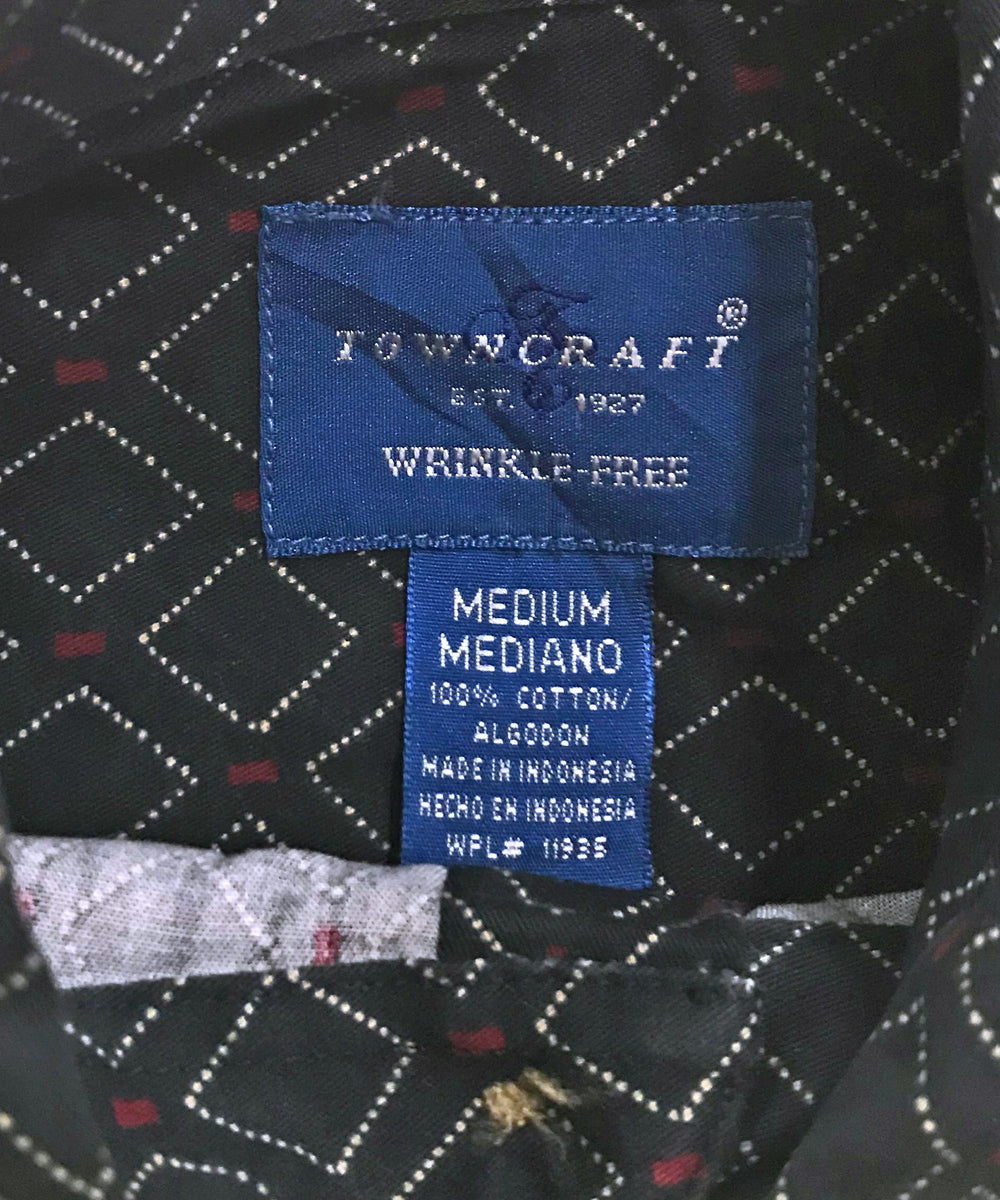 TOWNCRAFT®
EST. 1927
WRINKLE-FREE
MEDIUM
MEDIANO
100% COTTON/
ALGODON
MADE IN INDONESIA
HECHO EN INDONESIA
WPL# 11935